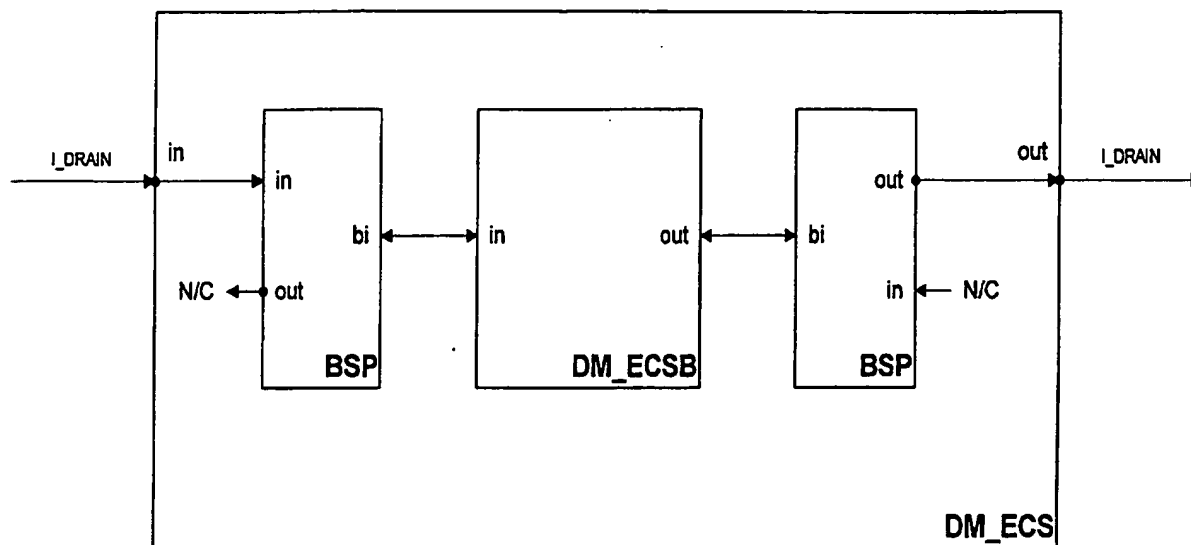 I_DRAIN in out I_DRAIN
in out
bi in out bi
N/C out in N/C
BSP DM_ECSB BSP
DM_ECS